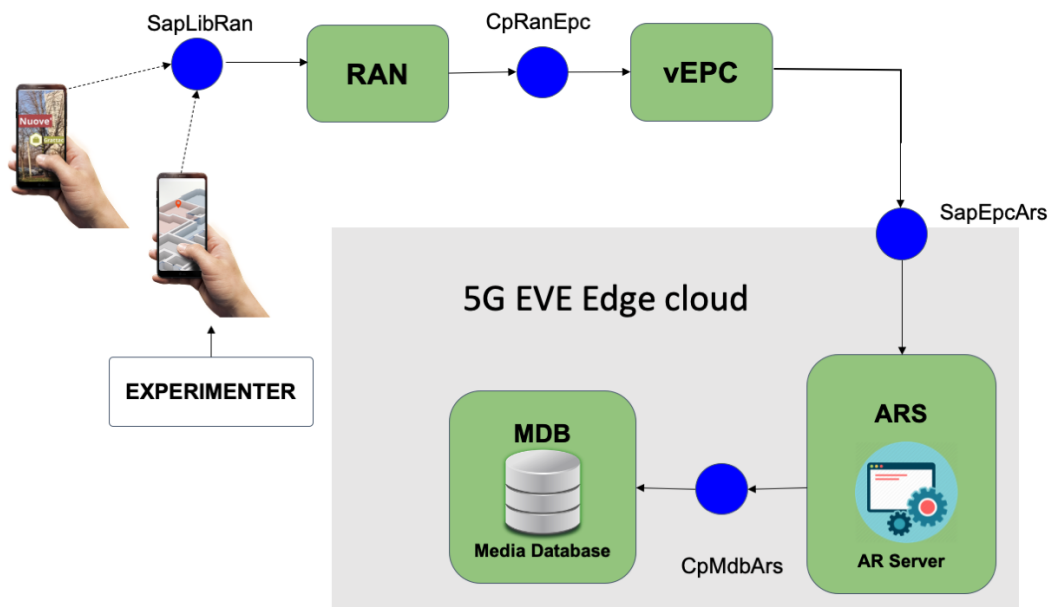 SapLibRan
CpRanEpc
RAN
vEPC
Nuove
SapEpcArs
5G EVE Edge cloud
EXPERIMENTER
MDB
Media Database
CpMdbArs
ARS
AR Server